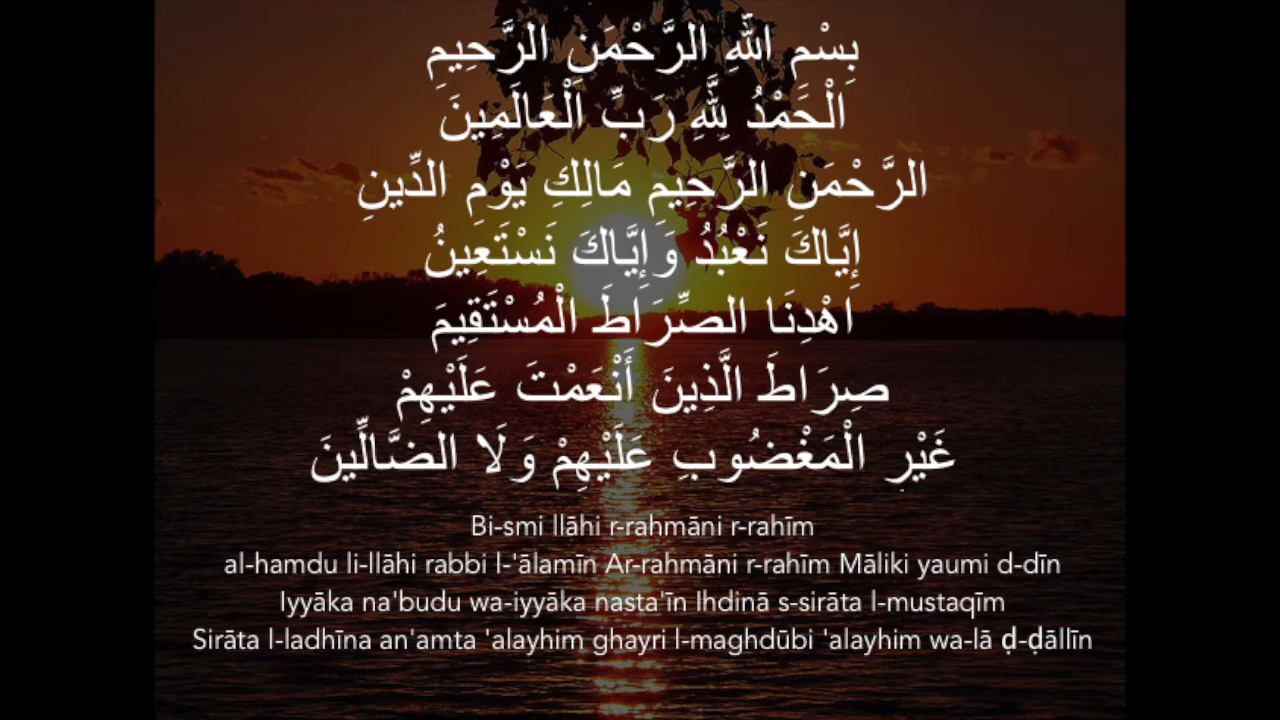 بِسْمِ اللَّهِ الرَّحْمَنِ الرَّحِيمِ
الْحَمْدُ لِلَّهِ رَبِّ الْعَالَمِينَ
الرَّحْمَنِ الرَّحِيمِ مَالِكِ يَوْمِ الدِّينِ
إِيَّاكَ نَعْبُدُ وَإِيَّاكَ نَسْتَعِينُ
اهْدِنَا الصِّرَاطَ الْمُسْتَقِيمَ
صِرَاطَ الَّذِينَ أَنْعَمْتَ عَلَيْهِمْ
غَيْرِ الْمَغْضُوبِ عَلَيْهِمْ وَلَا الضَّالِّينَ
Bi-smi llāhi r-rahmāni r-rahīm
al-hamdu li-llāhi rabbi l-'ālamīn Ar-rahmāni r-rahīm Māliki yaumi d-dīn
Iyyāka na'budu wa-iyyāka nasta'īn Ihdinā s-sirāta l-mustaqīm
Sirāta l-ladhīna an'amta 'alayhim ghayri l-maghdūbi 'alayhim wa-lā ḍ-ḍāllīn